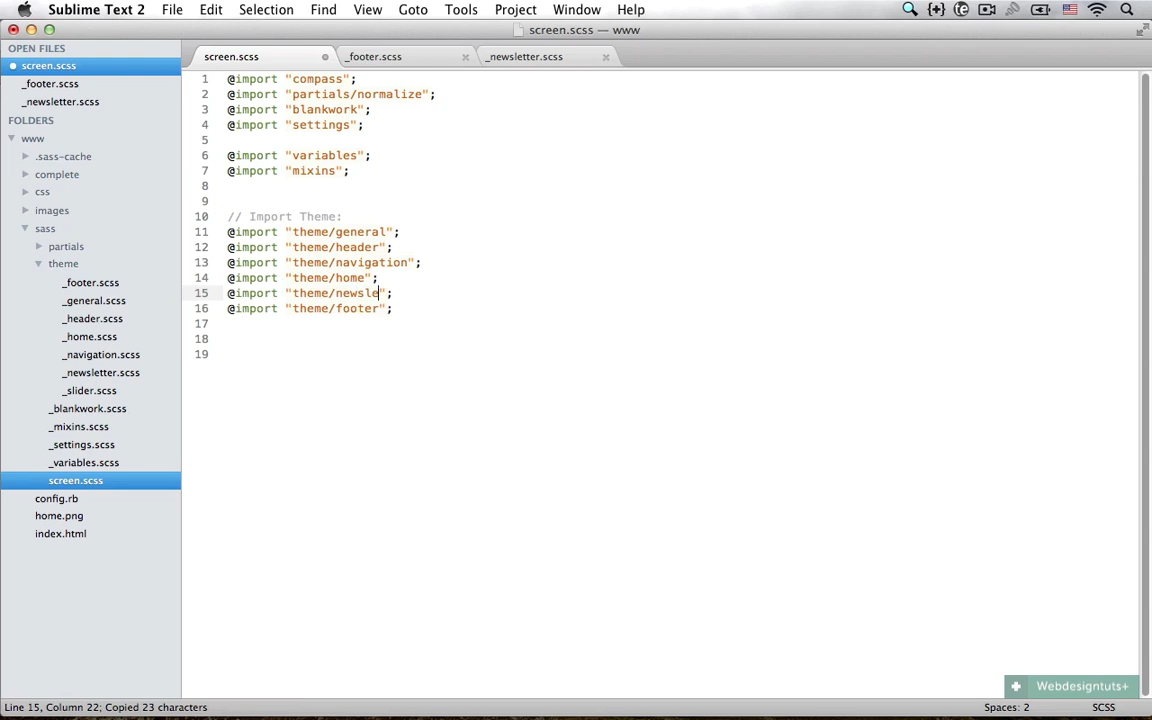 Sublime Text 2 File Edit Selection Find View Goto Tools Project Window Help
screen.scss — www
OPEN FILES
screen.scss
_footer.scss
_newsletter.scss
FOLDERS
www
.sass-cache
complete
css
images
sass
partials
theme
_footer.scss
_general.scss
_header.scss
_home.scss
_navigation.scss
_newsletter.scss
_slider.scss
_blankwork.scss
_mixins.scss
_settings.scss
_variables.scss
screen.scss
config.rb
home.png
index.html
screen.scss _footer.scss _newsletter.scss
1 @import "compass";
2 @import "partials/normalize";
3 @import "blankwork";
4 @import "settings";
5
6 @import "variables";
7 @import "mixins";
8
9
10 // Import Theme:
11 @import "theme/general";
12 @import "theme/header";
13 @import "theme/navigation";
14 @import "theme/home";
15 @import "theme/newsle";
16 @import "theme/footer";
17
18
19
Webdesigntuts+
Line 15, Column 22; Copied 23 characters Spaces: 2 SCSS